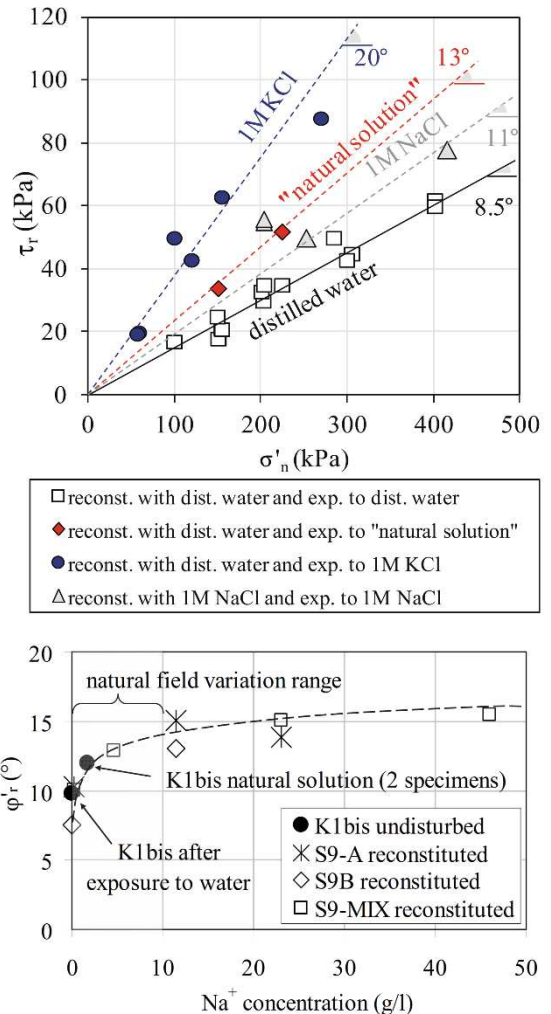 120
100
80
60
40
20
0
τr (kPa)
1M KCl
20°
"natural solution"
13°
1M NaCl
11°
8.5°
distilled water
0 100 200 300 400 500
σ'n (kPa)
reconst. with dist. water and exp. to dist. water
reconst. with dist. water and exp. to "natural solution"
reconst. with dist. water and exp. to 1M KCl
reconst. with 1M NaCl and exp. to 1M NaCl
20
15
10
5
0
φ'r (°)
natural field variation range
K1bis natural solution (2 specimens)
K1bis after
exposure to water
K1bis undisturbed
S9-A reconstituted
S9B reconstituted
S9-MIX reconstituted
0 10 20 30 40 50
Na⁺ concentration (g/l)